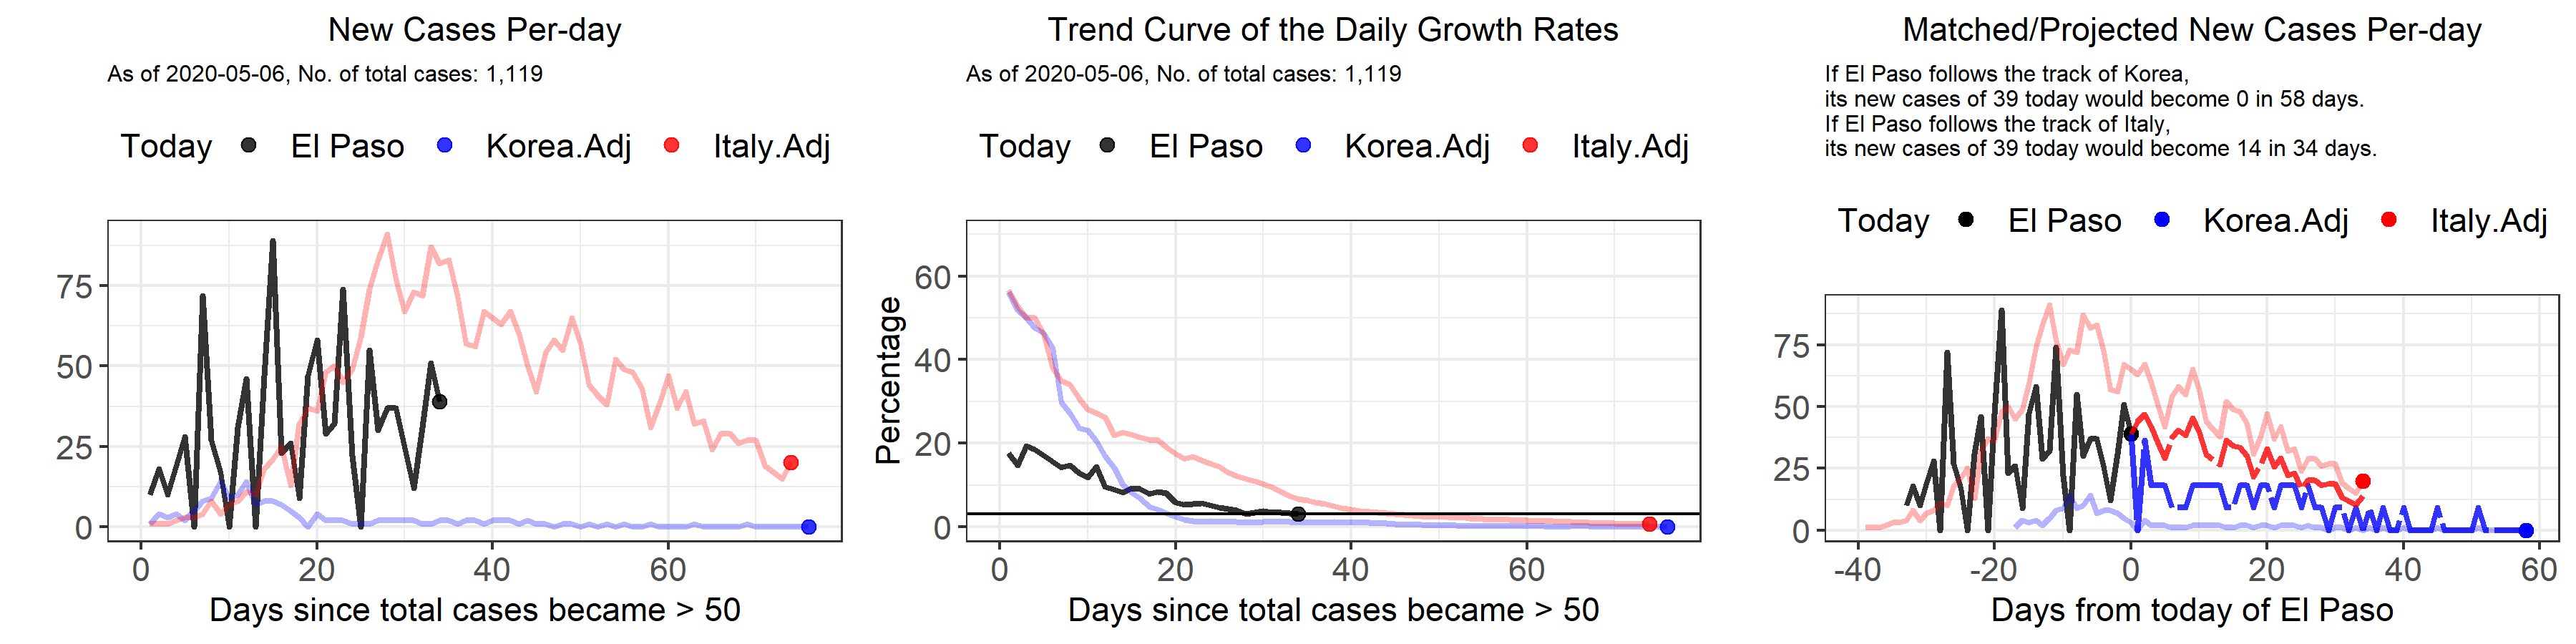 New Cases Per-day
As of 2020-05-06, No. of total cases: 1,119
Today El Paso Korea.Adj Italy.Adj
75
50
25
0
0 20 40 60
Days since total cases became > 50
Trend Curve of the Daily Growth Rates
As of 2020-05-06, No. of total cases: 1,119
Today El Paso Korea.Adj Italy.Adj
Percentage
60
40
20
0
0 20 40 60
Days since total cases became > 50
Matched/Projected New Cases Per-day
If El Paso follows the track of Korea,
its new cases of 39 today would become 0 in 58 days.
If El Paso follows the track of Italy,
its new cases of 39 today would become 14 in 34 days.
Today El Paso Korea.Adj Italy.Adj
75
50
25
0
-40 -20 0 20 40 60
Days from today of El Paso